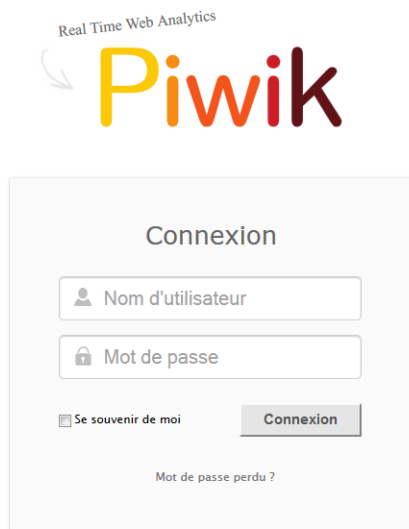 Real Time Web Analytics
Piwik
Connexion
Nom d'utilisateur
Mot de passe
Se souvenir de moi
Connexion
Mot de passe perdu ?